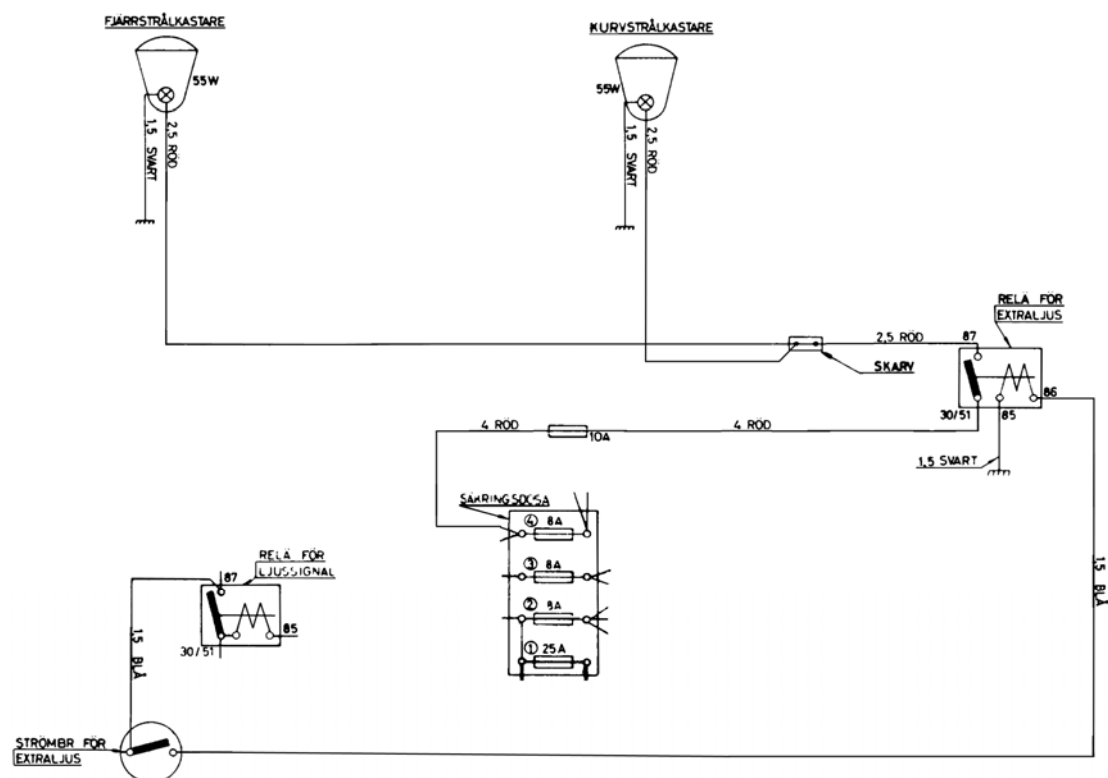 FJÄRRSTRÅLKASTARE
KURVSTRÅLKASTARE
55W
55W
1,5 SVART
2,5 RÖD
1,5 SVART
2,5 RÖD
RELÄ FÖR
EXTRALJUS
2,5 RÖD
87
SKARV
86
30/51
85
4 RÖD
10A
4 RÖD
1,5 SVART
SÄKRINGSDOSA
④ 8A
③ 8A
② 8A
① 25A
RELÄ FÖR
LJUSSIGNAL
87
85
30/51
1,5 BLÅ
1,5 BLÅ
STRÖMBR FÖR
EXTRALJUS